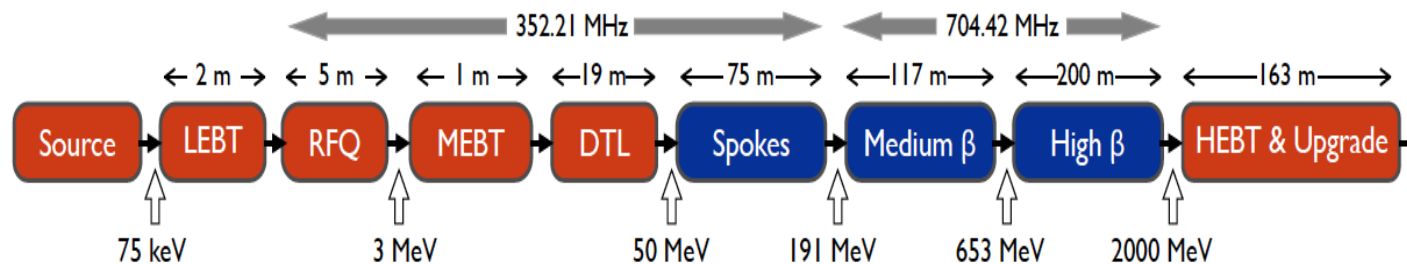 352.21 MHz 704.42 MHz
2 m 5 m 1 m 19 m 75 m 117 m 200 m 163 m
Source LEBT RFQ MEBT DTL Spokes Medium β High β HEBT & Upgrade
75 keV 3 MeV 50 MeV 191 MeV 653 MeV 2000 MeV